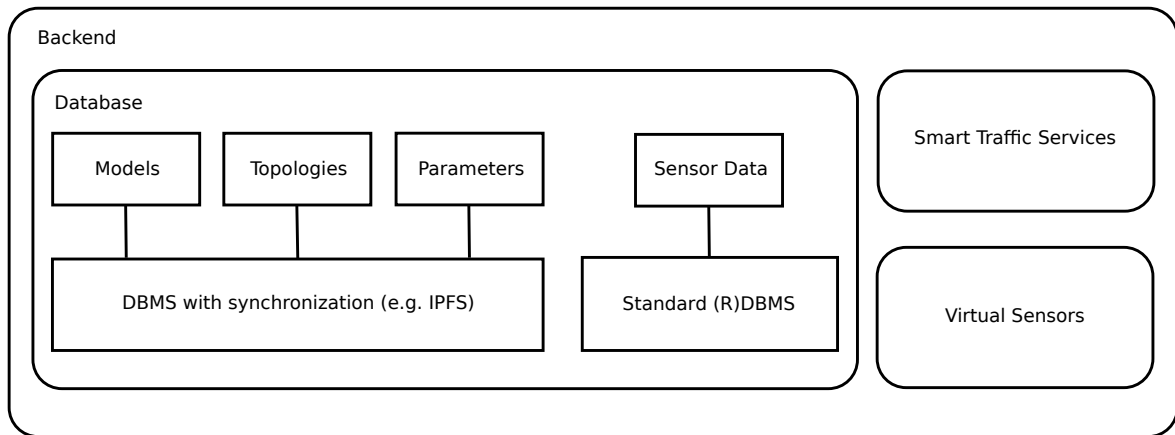 Backend
Database
Models
Topologies
Parameters
Sensor Data
DBMS with synchronization (e.g. IPFS)
Standard (R)DBMS
Smart Traffic Services
Virtual Sensors